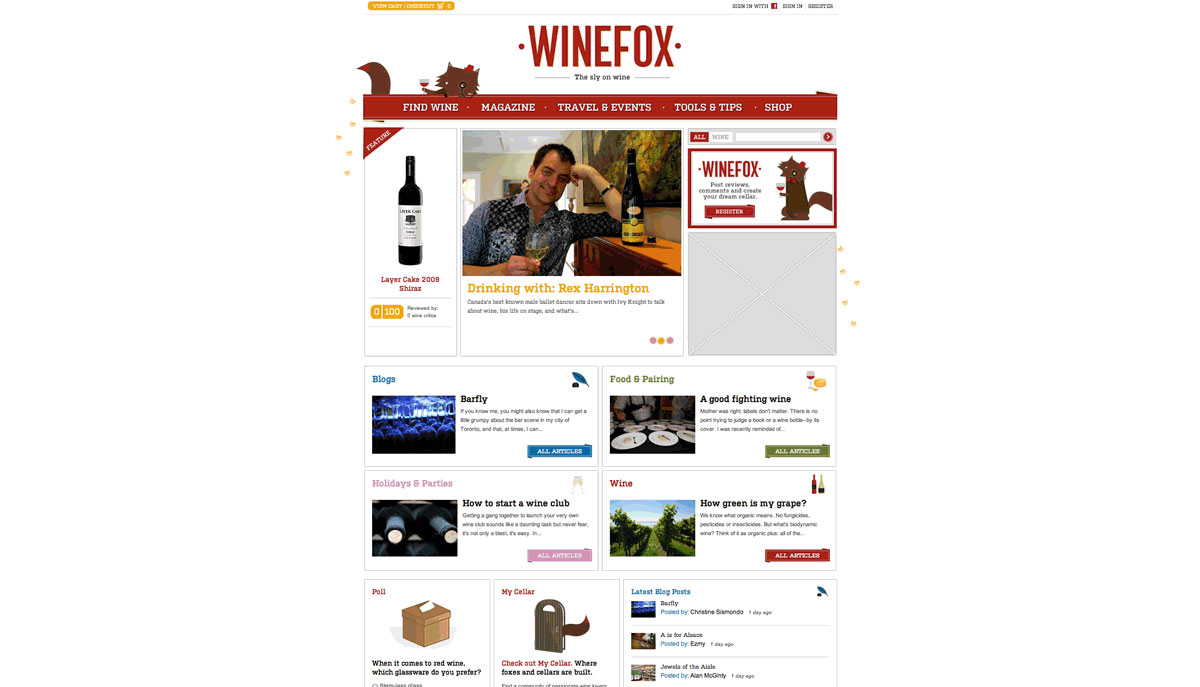 VIEW CART / CHECKOUT 0
SIGN IN WITH f SIGN IN REGISTER
WINEFOX
The sly on wine
FIND WINE · MAGAZINE · TRAVEL & EVENTS · TOOLS & TIPS · SHOP
FEATURE
LAYER CAKE
Layer Cake 2009
Shiraz
0 100
Reviewed by:
0 wine critics
Drinking with: Rex Harrington
Canada's best known male ballet dancer sits down with Ivy Knight to talk
about wine, his life on stage, and what's...
ALL WINE
WINEFOX
Post reviews,
comments and create
your dream cellar.
REGISTER
Blogs
Barfly
If you know me, you might also know that I can get a
little grumpy about the bar scene in my city of
Toronto, and that, at times, I can...
ALL ARTICLES
Food & Pairing
A good fighting wine
Mother was right: labels don't matter. There is no
point trying to judge a book or a wine bottle–by its
cover. I was recently reminded of...
ALL ARTICLES
Holidays & Parties
How to start a wine club
Getting a gang together to launch your very own
wine club sounds like a daunting task but never fear,
it's not only a blast, it's easy. In...
ALL ARTICLES
Wine
How green is my grape?
We know what organic means. No fungicides,
pesticides or insecticides. But what's biodynamic
wine? Think of it as organic plus: all of the...
ALL ARTICLES
Poll
When it comes to red wine,
which glassware do you prefer?
Stem-less glass
My Cellar
Check out My Cellar. Where
foxes and cellars are built.
Find a community of passionate wine lovers
Latest Blog Posts
Barfly
Posted by: Christine Sismondo 1 day ago
A is for Alsace
Posted by: Ezmy 1 day ago
Jewels of the Aisle
Posted by: Alan McGinty 1 day ago